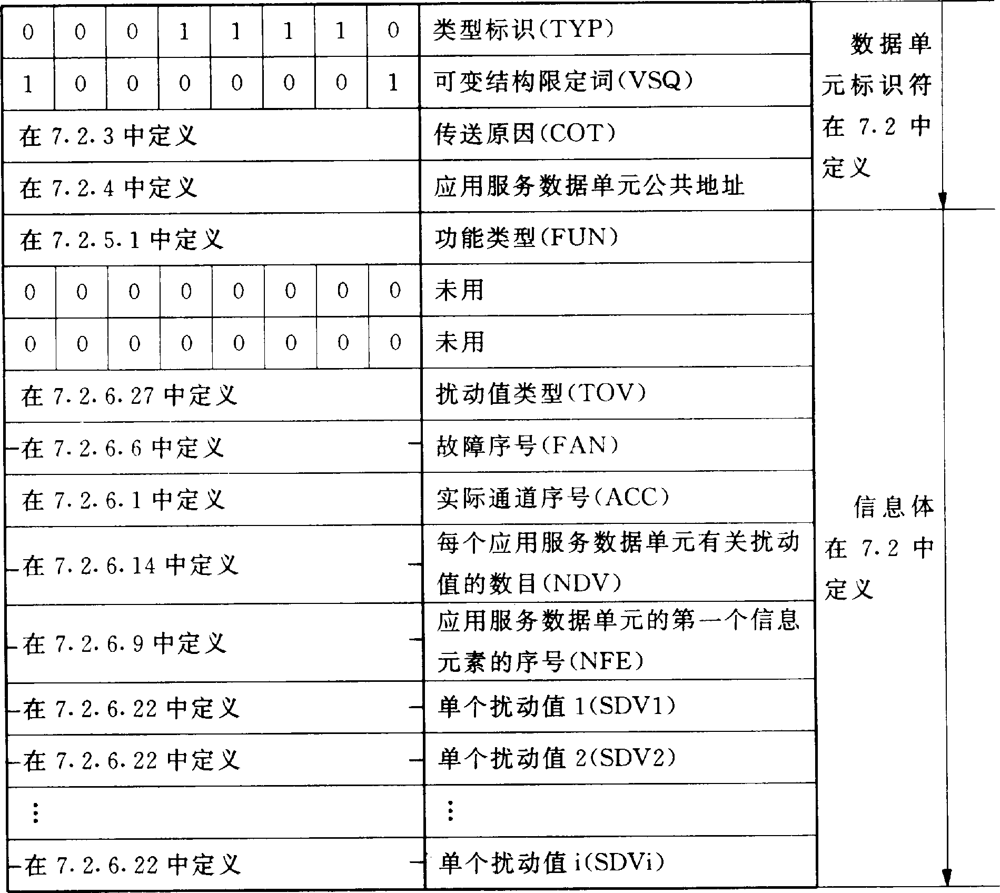 0 0 0 1 1 1 1 0 类型标识(TYP)
1 0 0 0 0 0 0 1 可变结构限定词(VSQ)
在 7.2.3 中定义 传送原因(COT)
在 7.2.4 中定义 应用服务数据单元公共地址
数据单
元标识符
在 7.2 中
定义
在 7.2.5.1 中定义 功能类型(FUN)
0 0 0 0 0 0 0 0 未用
0 0 0 0 0 0 0 0 未用
在 7.2.6.27 中定义 扰动值类型(TOV)
在 7.2.6.6 中定义 故障序号(FAN)
在 7.2.6.1 中定义 实际通道序号(ACC)
在 7.2.6.14 中定义 每个应用服务数据单元有关扰动
值的数目(NDV)
在 7.2.6.9 中定义 应用服务数据单元的第一个信息
元素的序号(NFE)
在 7.2.6.22 中定义 单个扰动值 1(SDV1)
在 7.2.6.22 中定义 单个扰动值 2(SDV2)
⋮ ⋮
在 7.2.6.22 中定义 单个扰动值 i(SDVi)
信息体
在 7.2 中
定义